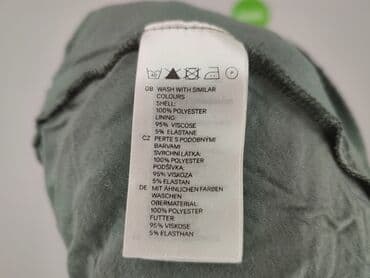 GB WASH WITH SIMILAR
COLOURS
SHELL:
100% POLYESTER
LINING:
95% VISCOSE
5% ELASTANE
CZ PERTE S PODOBNÝMI
BARVAMI
SVRCHNÍ LÁTKA:
100% POLYESTER
PODŠÍVKA:
95% VISKÓZA
5% ELASTAN
DE MIT ÄHNLICHEN FARBEN
WASCHEN
OBERMATERIAL:
100% POLYESTER
FUTTER:
95% VISKOSE
5% ELASTHAN